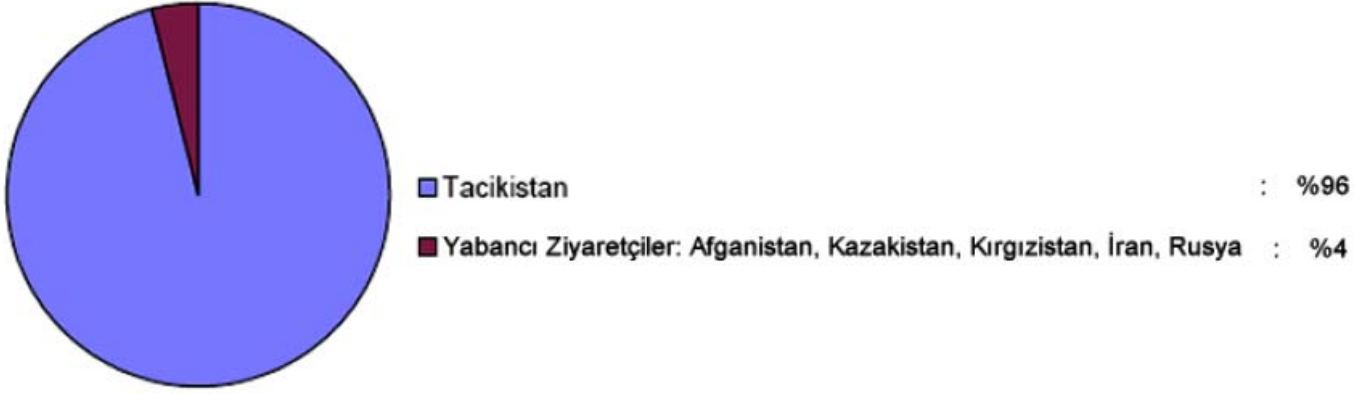 Tacikistan : %96
Yabancı Ziyaretçiler: Afganistan, Kazakistan, Kırgızistan, İran, Rusya : %4